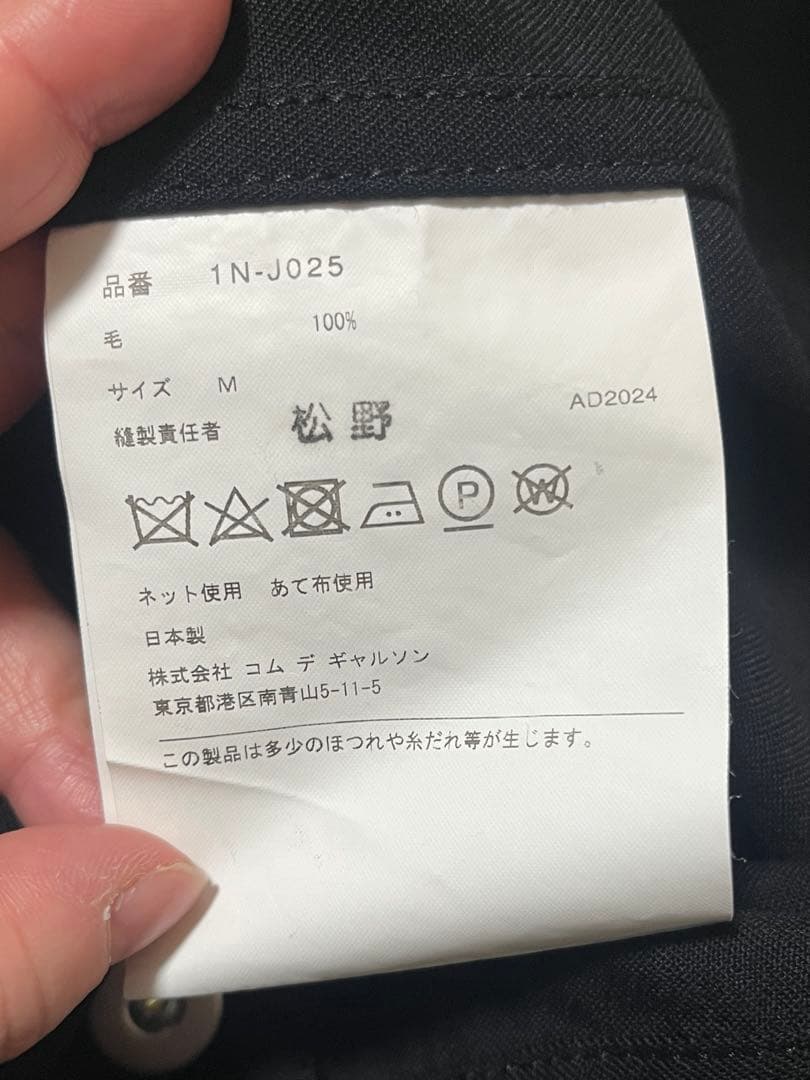 品番 1N-J025
毛 100%
サイズ M
縫製責任者 松野 AD2024
P W
ネット使用 あて布使用
日本製
株式会社 コム デ ギャルソン
東京都港区南青山5-11-5
この製品は多少のほつれや糸だれ等が生じます。